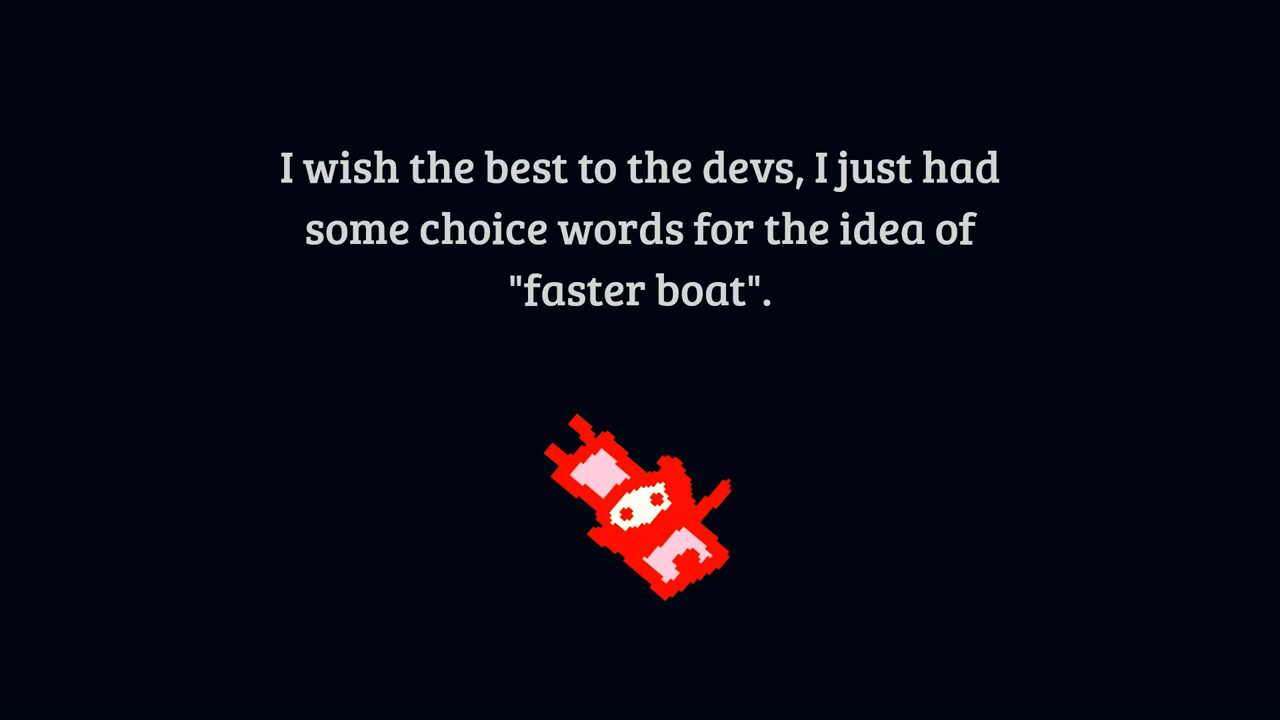 I wish the best to the devs, I just had
some choice words for the idea of
"faster boat".